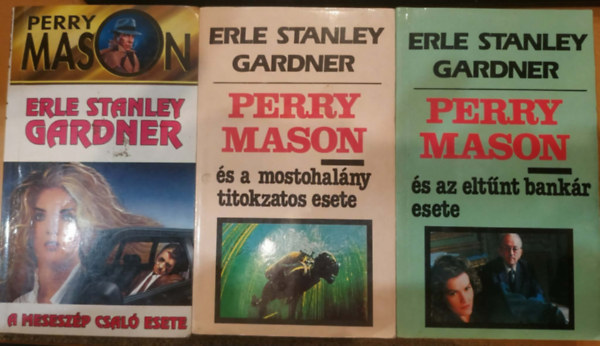 PERRY
MASON
ERLE STANLEY
GARDNER
A MESESZÉP CSALÓ ESETE
ERLE STANLEY
GARDNER
PERRY
MASON
és a mostohalány
titokzatos esete
ERLE STANLEY
GARDNER
PERRY
MASON
és az eltűnt bankár
esete